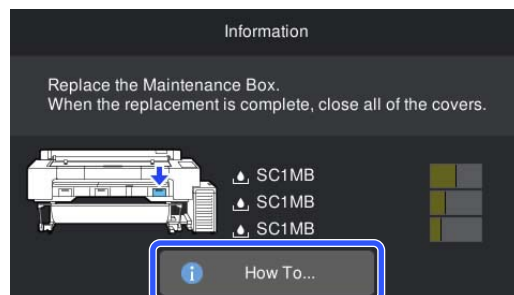 Information
Replace the Maintenance Box.
When the replacement is complete, close all of the covers.
SC1MB
SC1MB
SC1MB
How To...